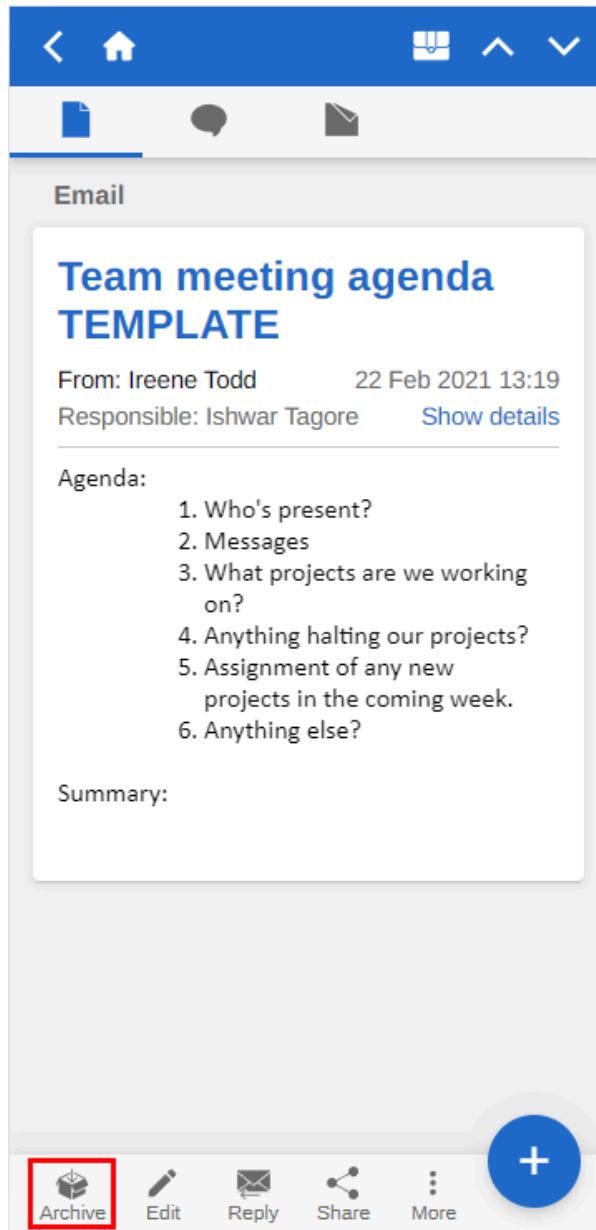 Email
Team meeting agenda
TEMPLATE
From: Ireene Todd 22 Feb 2021 13:19
Responsible: Ishwar Tagore Show details
Agenda:
1. Who's present?
2. Messages
3. What projects are we working
on?
4. Anything halting our projects?
5. Assignment of any new
projects in the coming week.
6. Anything else?
Summary:
Archive Edit Reply Share More